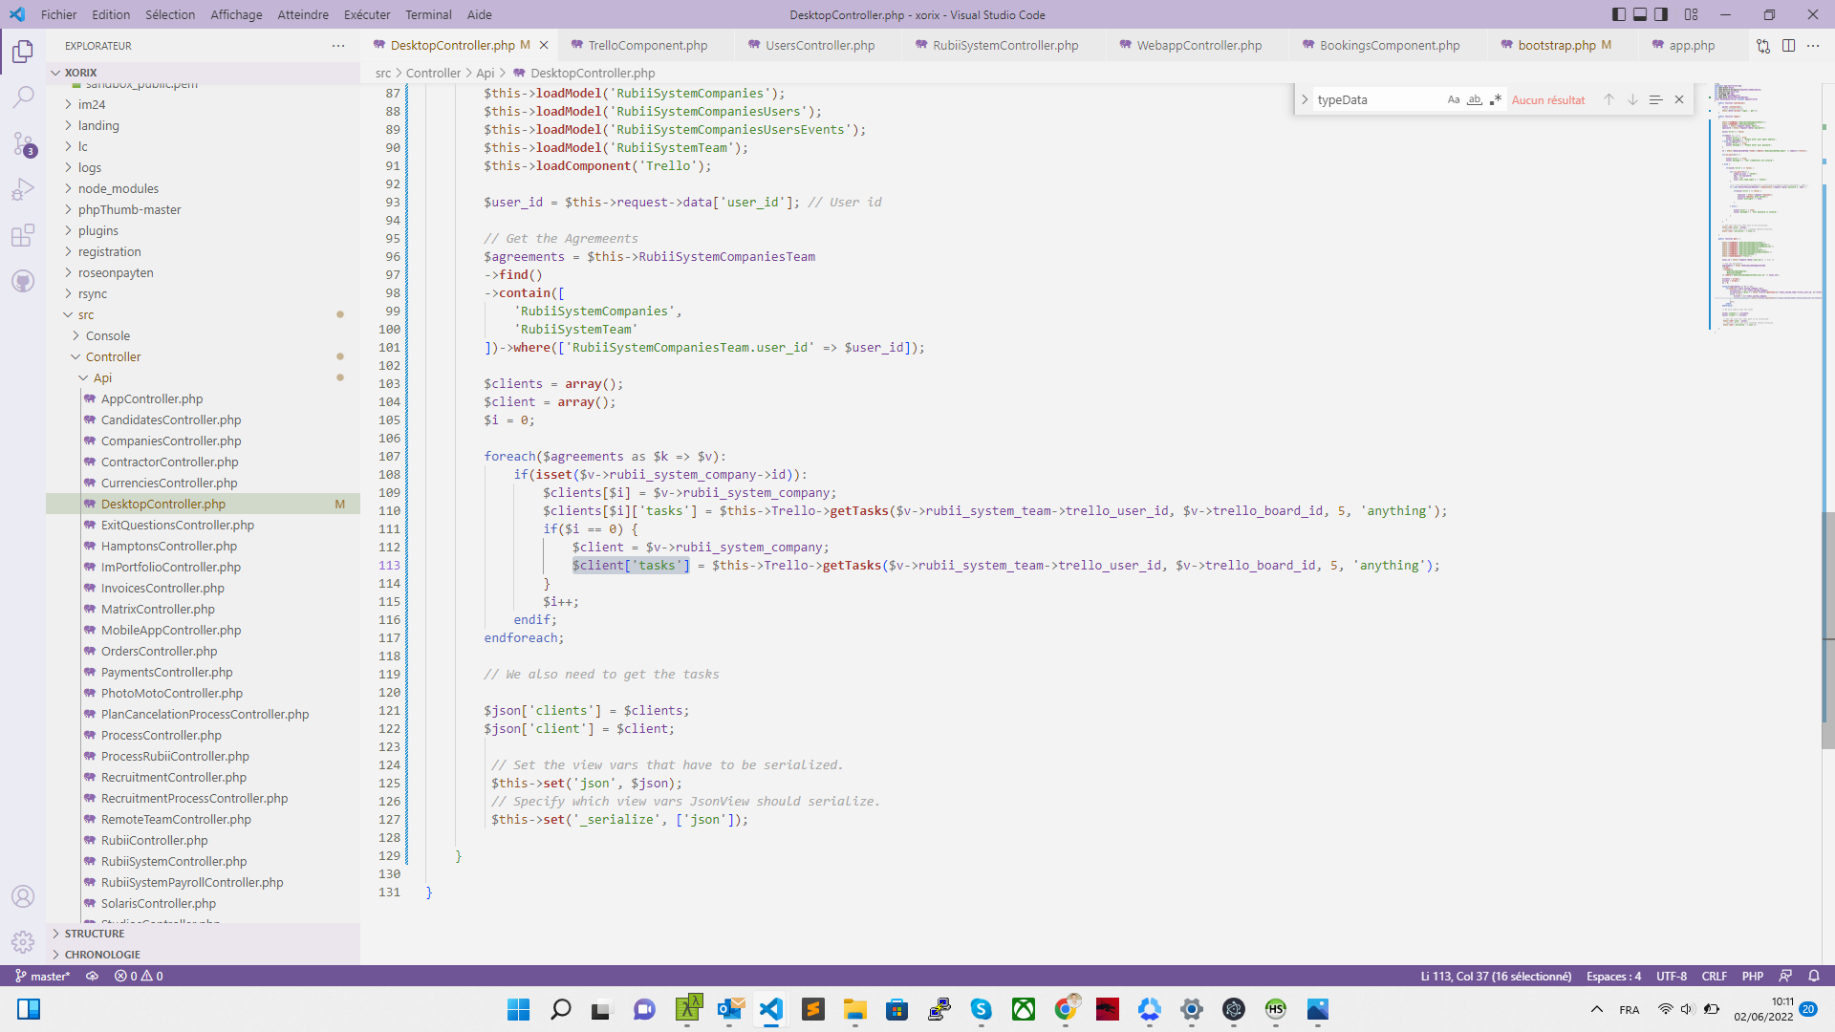 Fichier Edition Sélection Affichage Atteindre Exécuter Terminal Aide
DesktopController.php - xorix - Visual Studio Code
EXPLORATEUR
DesktopController.php M
TrelloComponent.php
UsersController.php
RubiiSystemController.php
WebappController.php
BookingsComponent.php
bootstrap.php M
app.php
src > Controller > Api > DesktopController.php
typeData
Aa
ab
Aucun résultat
XORIX
sandbox_public.pem
im24
landing
lc
logs
node_modules
phpThumb-master
plugins
registration
roseonpayten
rsync
src
Console
Controller
Api
AppController.php
CandidatesController.php
CompaniesController.php
ContractorController.php
CurrenciesController.php
DesktopController.php M
ExitQuestionsController.php
HamptonsController.php
ImPortfolioController.php
InvoicesController.php
MatrixController.php
MobileAppController.php
OrdersController.php
PaymentsController.php
PhotoMotoController.php
PlanCancelationProcessController.php
ProcessController.php
ProcessRubiiController.php
RecruitmentController.php
RecruitmentProcessController.php
RemoteTeamController.php
RubiiController.php
RubiiSystemController.php
RubiiSystemPayrollController.php
SolarisController.php
STRUCTURE
CHRONOLOGIE
3
87 $this->loadModel('RubiiSystemCompanies');
88 $this->loadModel('RubiiSystemCompaniesUsers');
89 $this->loadModel('RubiiSystemCompaniesUsersEvents');
90 $this->loadModel('RubiiSystemTeam');
91 $this->loadComponent('Trello');
92
93 $user_id = $this->request->data['user_id']; // User id
94
95 // Get the Agremeents
96 $agreements = $this->RubiiSystemCompaniesTeam
97 ->find()
98 ->contain([
99 'RubiiSystemCompanies',
100 'RubiiSystemTeam'
101 ])->where(['RubiiSystemCompaniesTeam.user_id' => $user_id]);
102
103 $clients = array();
104 $client = array();
105 $i = 0;
106
107 foreach($agreements as $k => $v):
108 if(isset($v->rubii_system_company->id)):
109 $clients[$i] = $v->rubii_system_company;
110 $clients[$i]['tasks'] = $this->Trello->getTasks($v->rubii_system_team->trello_user_id, $v->trello_board_id, 5, 'anything');
111 if($i == 0) {
112 $client = $v->rubii_system_company;
113 $client['tasks'] = $this->Trello->getTasks($v->rubii_system_team->trello_user_id, $v->trello_board_id, 5, 'anything');
114 }
115 $i++;
116 endif;
117 endforeach;
118
119 // We also need to get the tasks
120
121 $json['clients'] = $clients;
122 $json['client'] = $client;
123
124 // Set the view vars that have to be serialized.
125 $this->set('json', $json);
126 // Specify which view vars JsonView should serialize.
127 $this->set('_serialize', ['json']);
128
129 }
130
131 }
master* 0 0
Li 113, Col 37 (16 sélectionné) Espaces : 4 UTF-8 CRLF PHP
FRA
10:11
02/06/2022
20
HS